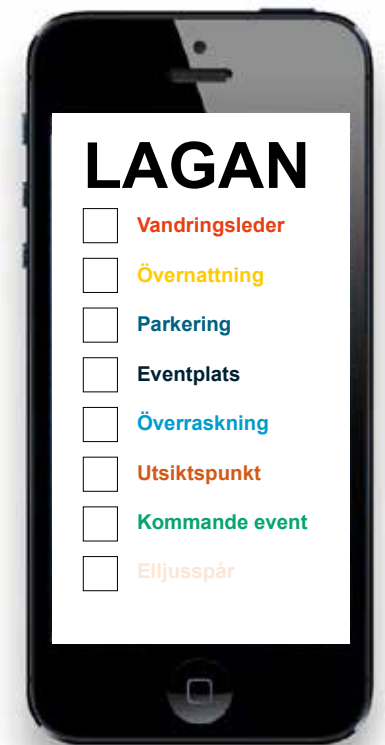 LAGAN
Vandringsleder
Övernattning
Parkering
Eventplats
Överraskning
Utsiktspunkt
Kommande event
Elljusspår